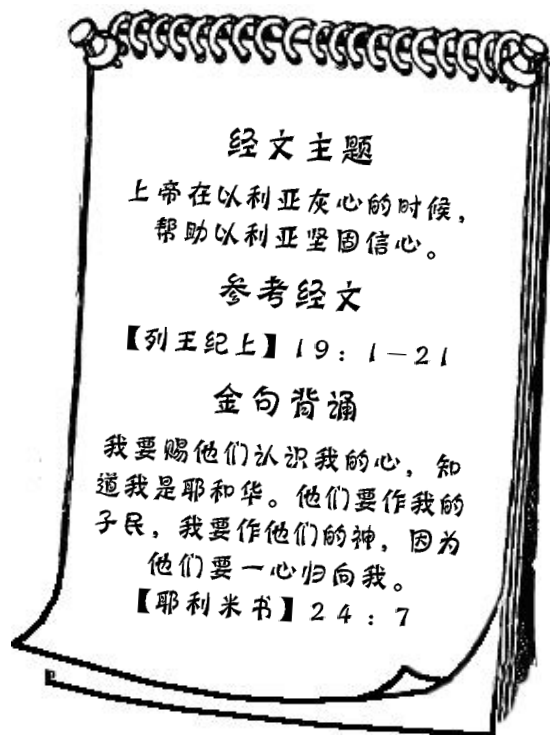 经文主题
上帝在以利亚灰心的时候，
帮助以利亚坚固信心。
参考经文
【列王纪上】19：1－21
金句背诵
我要赐他们认识我的心，知
道我是耶和华。他们要作我的
子民，我要作他们的神，因为
他们要一心归向我。
【耶利米书】24：7